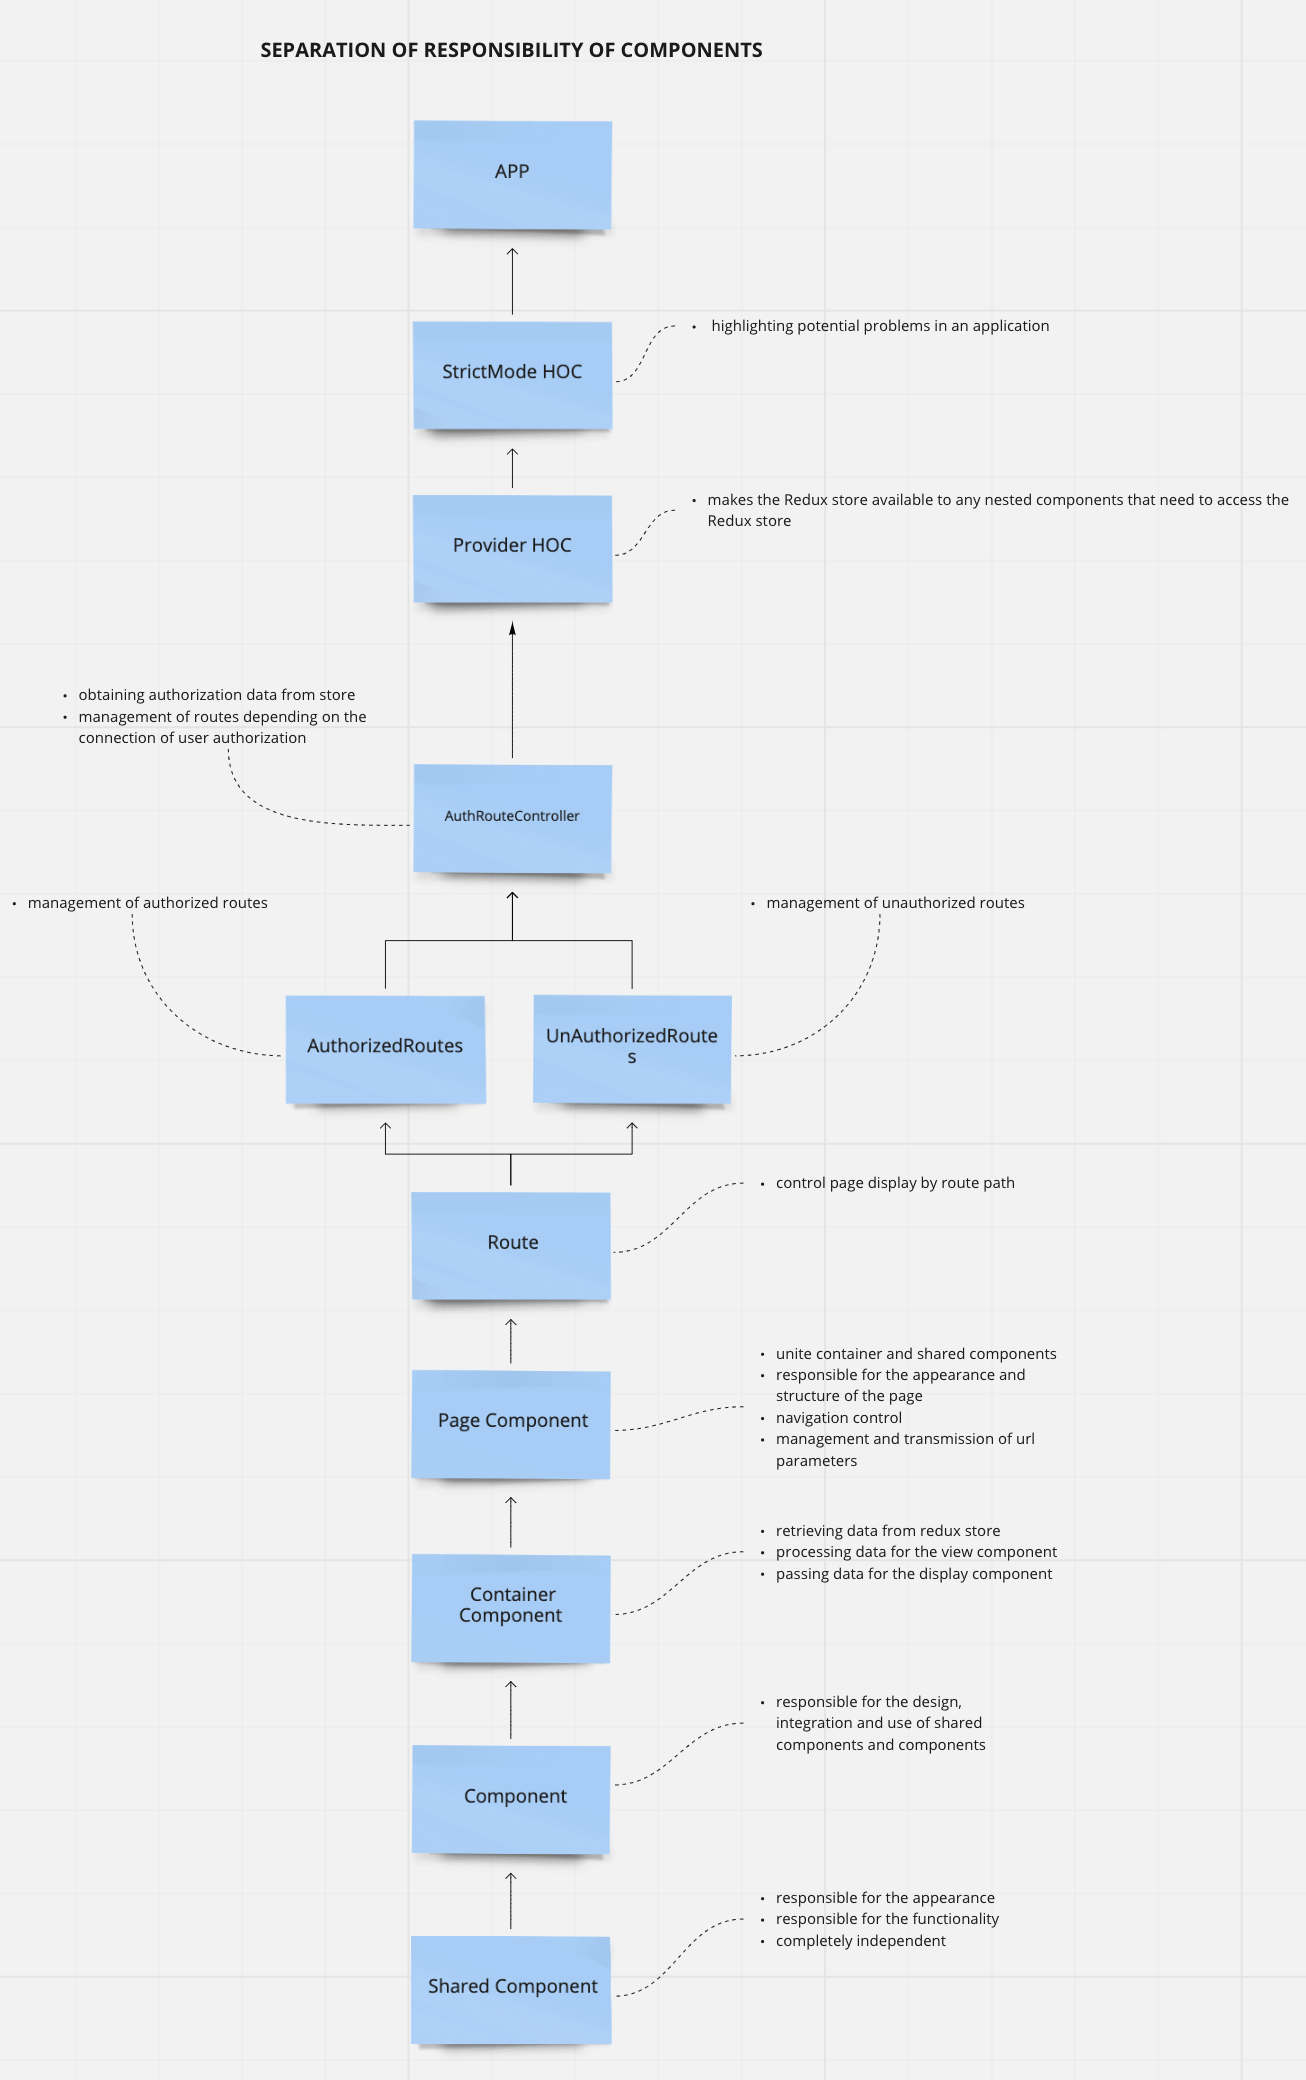 SEPARATION OF RESPONSIBILITY OF COMPONENTS
APP
StrictMode HOC
• highlighting potential problems in an application
Provider HOC
• makes the Redux store available to any nested components that need to access the
Redux store
• obtaining authorization data from store
• management of routes depending on the
connection of user authorization
AuthRouteController
• management of authorized routes
• management of unauthorized routes
AuthorizedRoutes
UnAuthorizedRoute
s
Route
• control page display by route path
Page Component
• unite container and shared components
• responsible for the appearance and
structure of the page
• navigation control
• management and transmission of url
parameters
Container
Component
• retrieving data from redux store
• processing data for the view component
• passing data for the display component
Component
• responsible for the design,
integration and use of shared
components and components
Shared Component
• responsible for the appearance
• responsible for the functionality
• completely independent